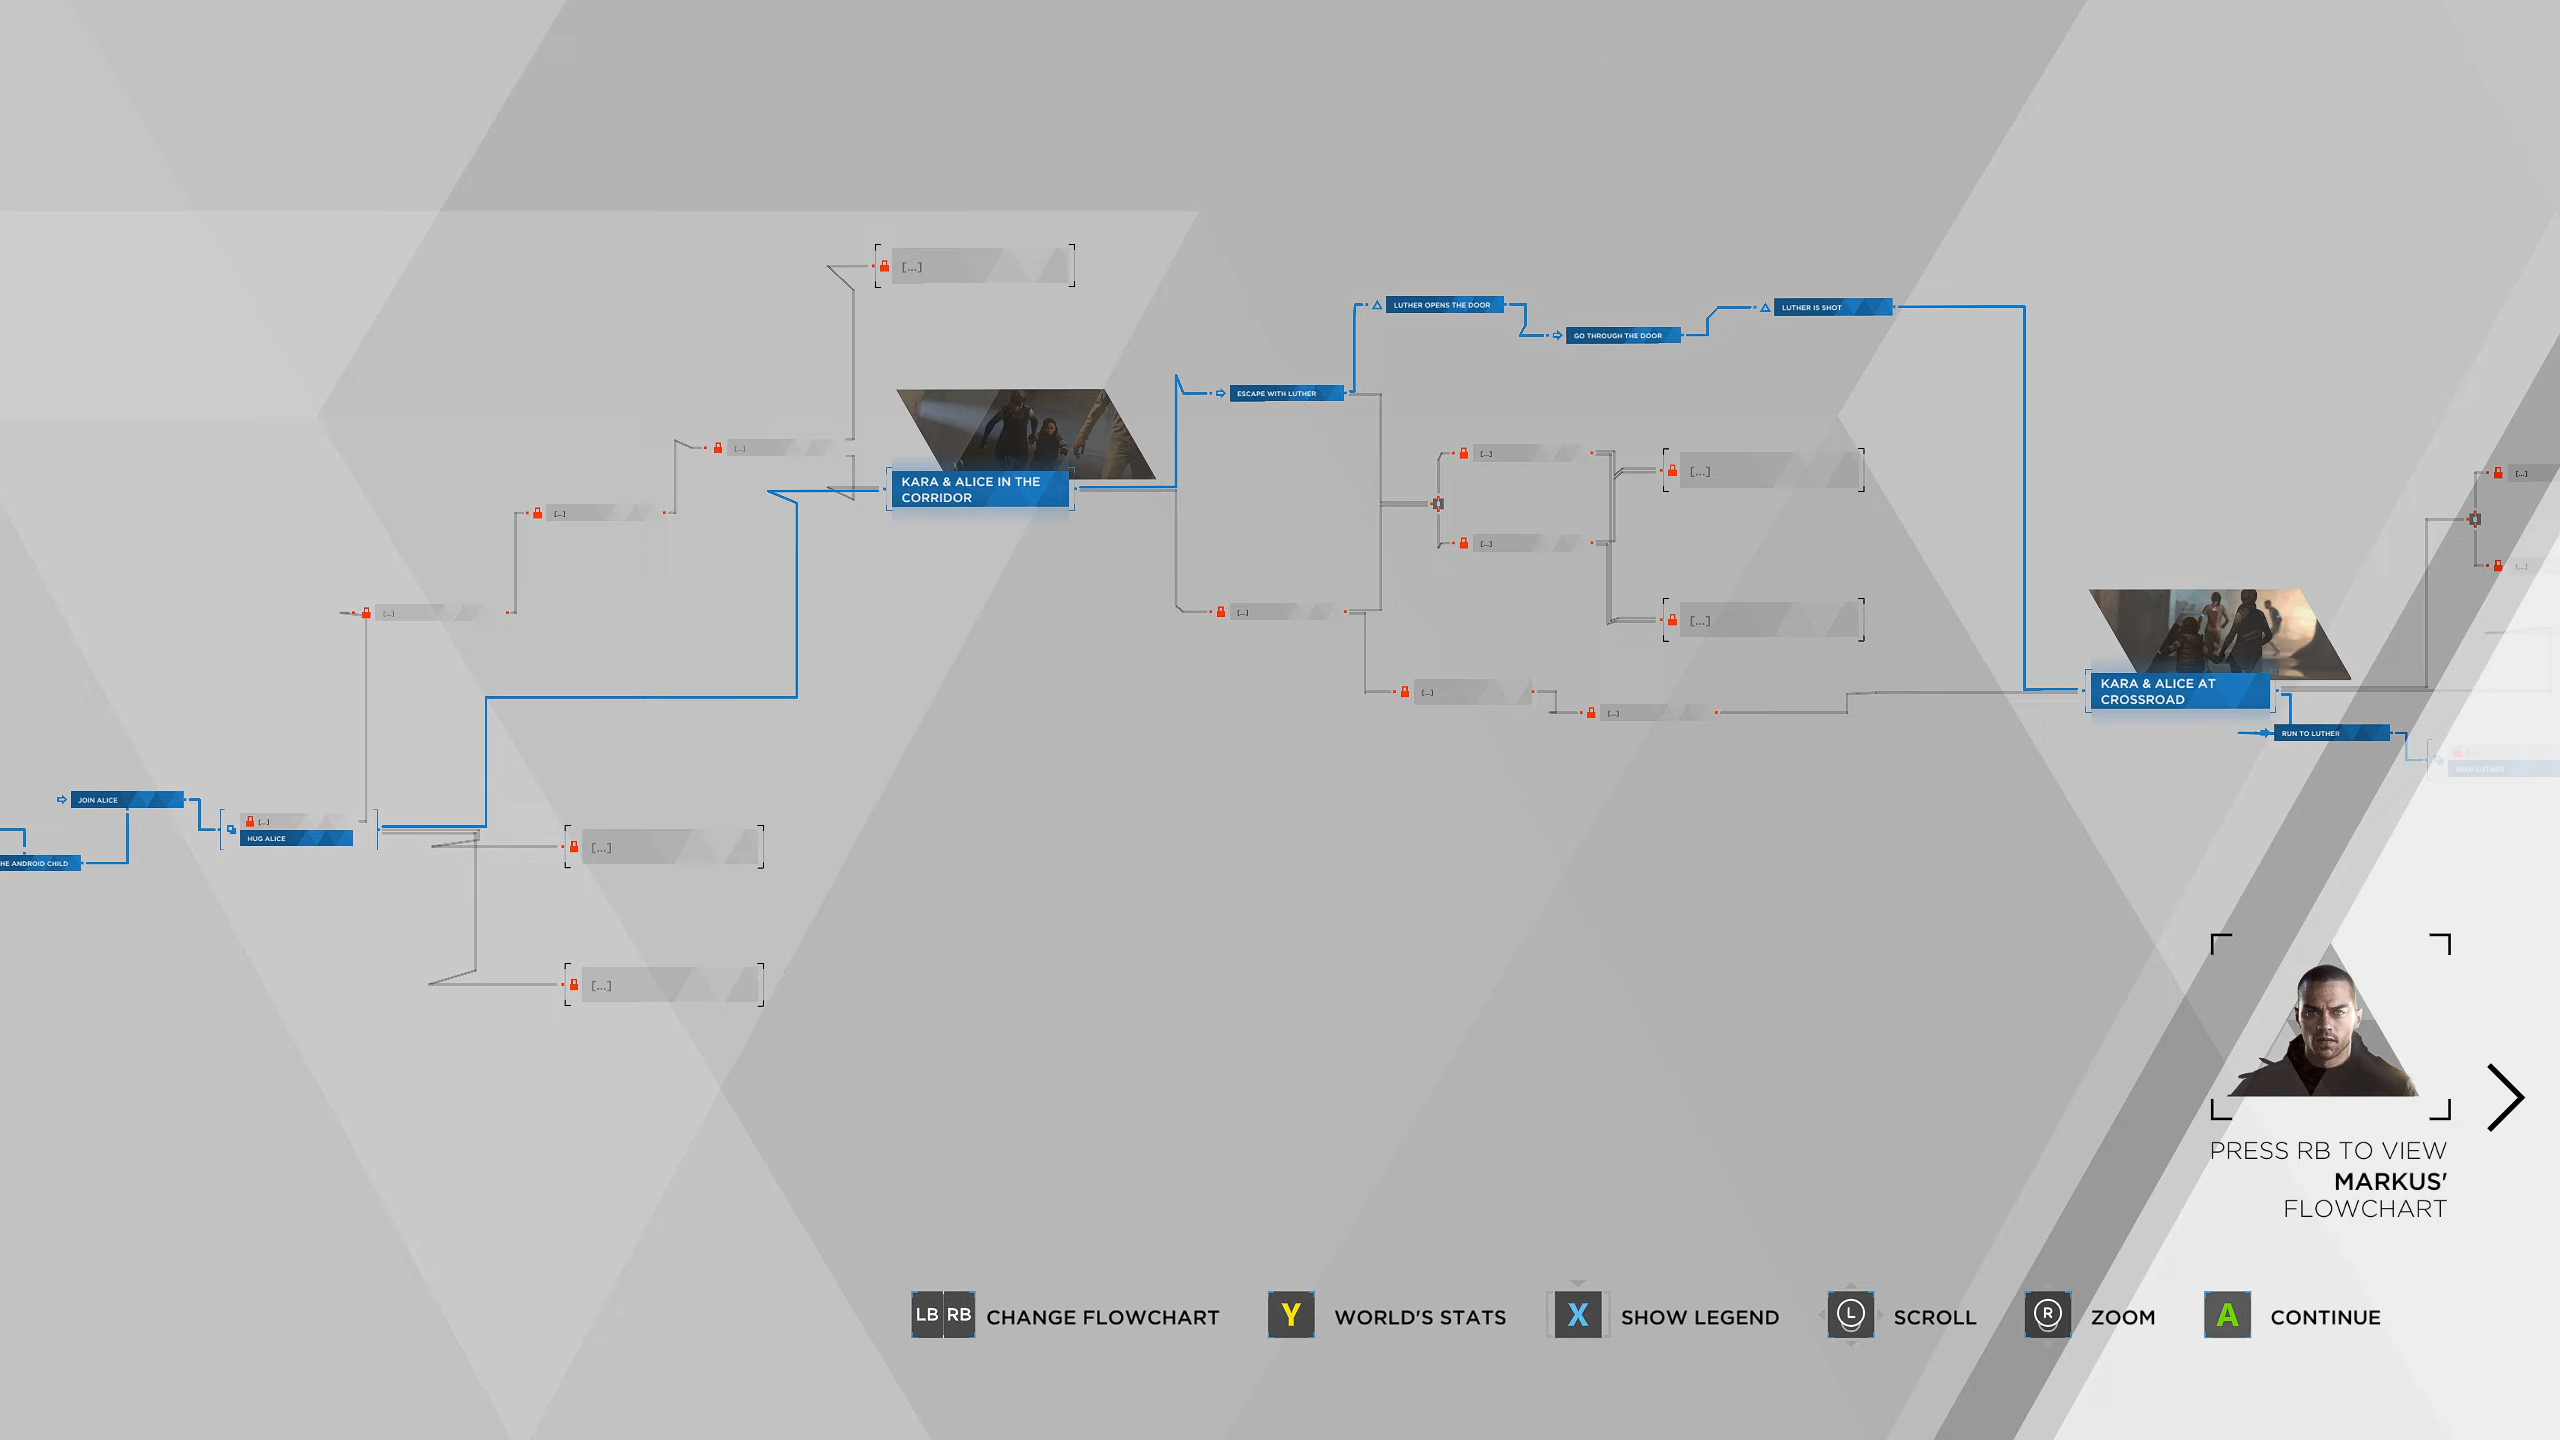 [...]
LUTHER OPENS THE DOOR
LUTHER IS SHOT
GO THROUGH THE DOOR
ESCAPE WITH LUTHER
[...]
[...]
[...]
[...]
KARA & ALICE IN THE
CORRIDOR
[...]
[...]
[...]
[...]
[...]
[...]
[...]
[...]
KARA & ALICE AT
CROSSROAD
RUN TO LUTHER
HELP LUTHER
JOIN ALICE
[...]
HUG ALICE
HE ANDROID CHILD
[...]
[...]
[...]
PRESS RB TO VIEW
MARKUS'
FLOWCHART
LB RB CHANGE FLOWCHART
Y WORLD'S STATS
X SHOW LEGEND
L SCROLL
R ZOOM
A CONTINUE